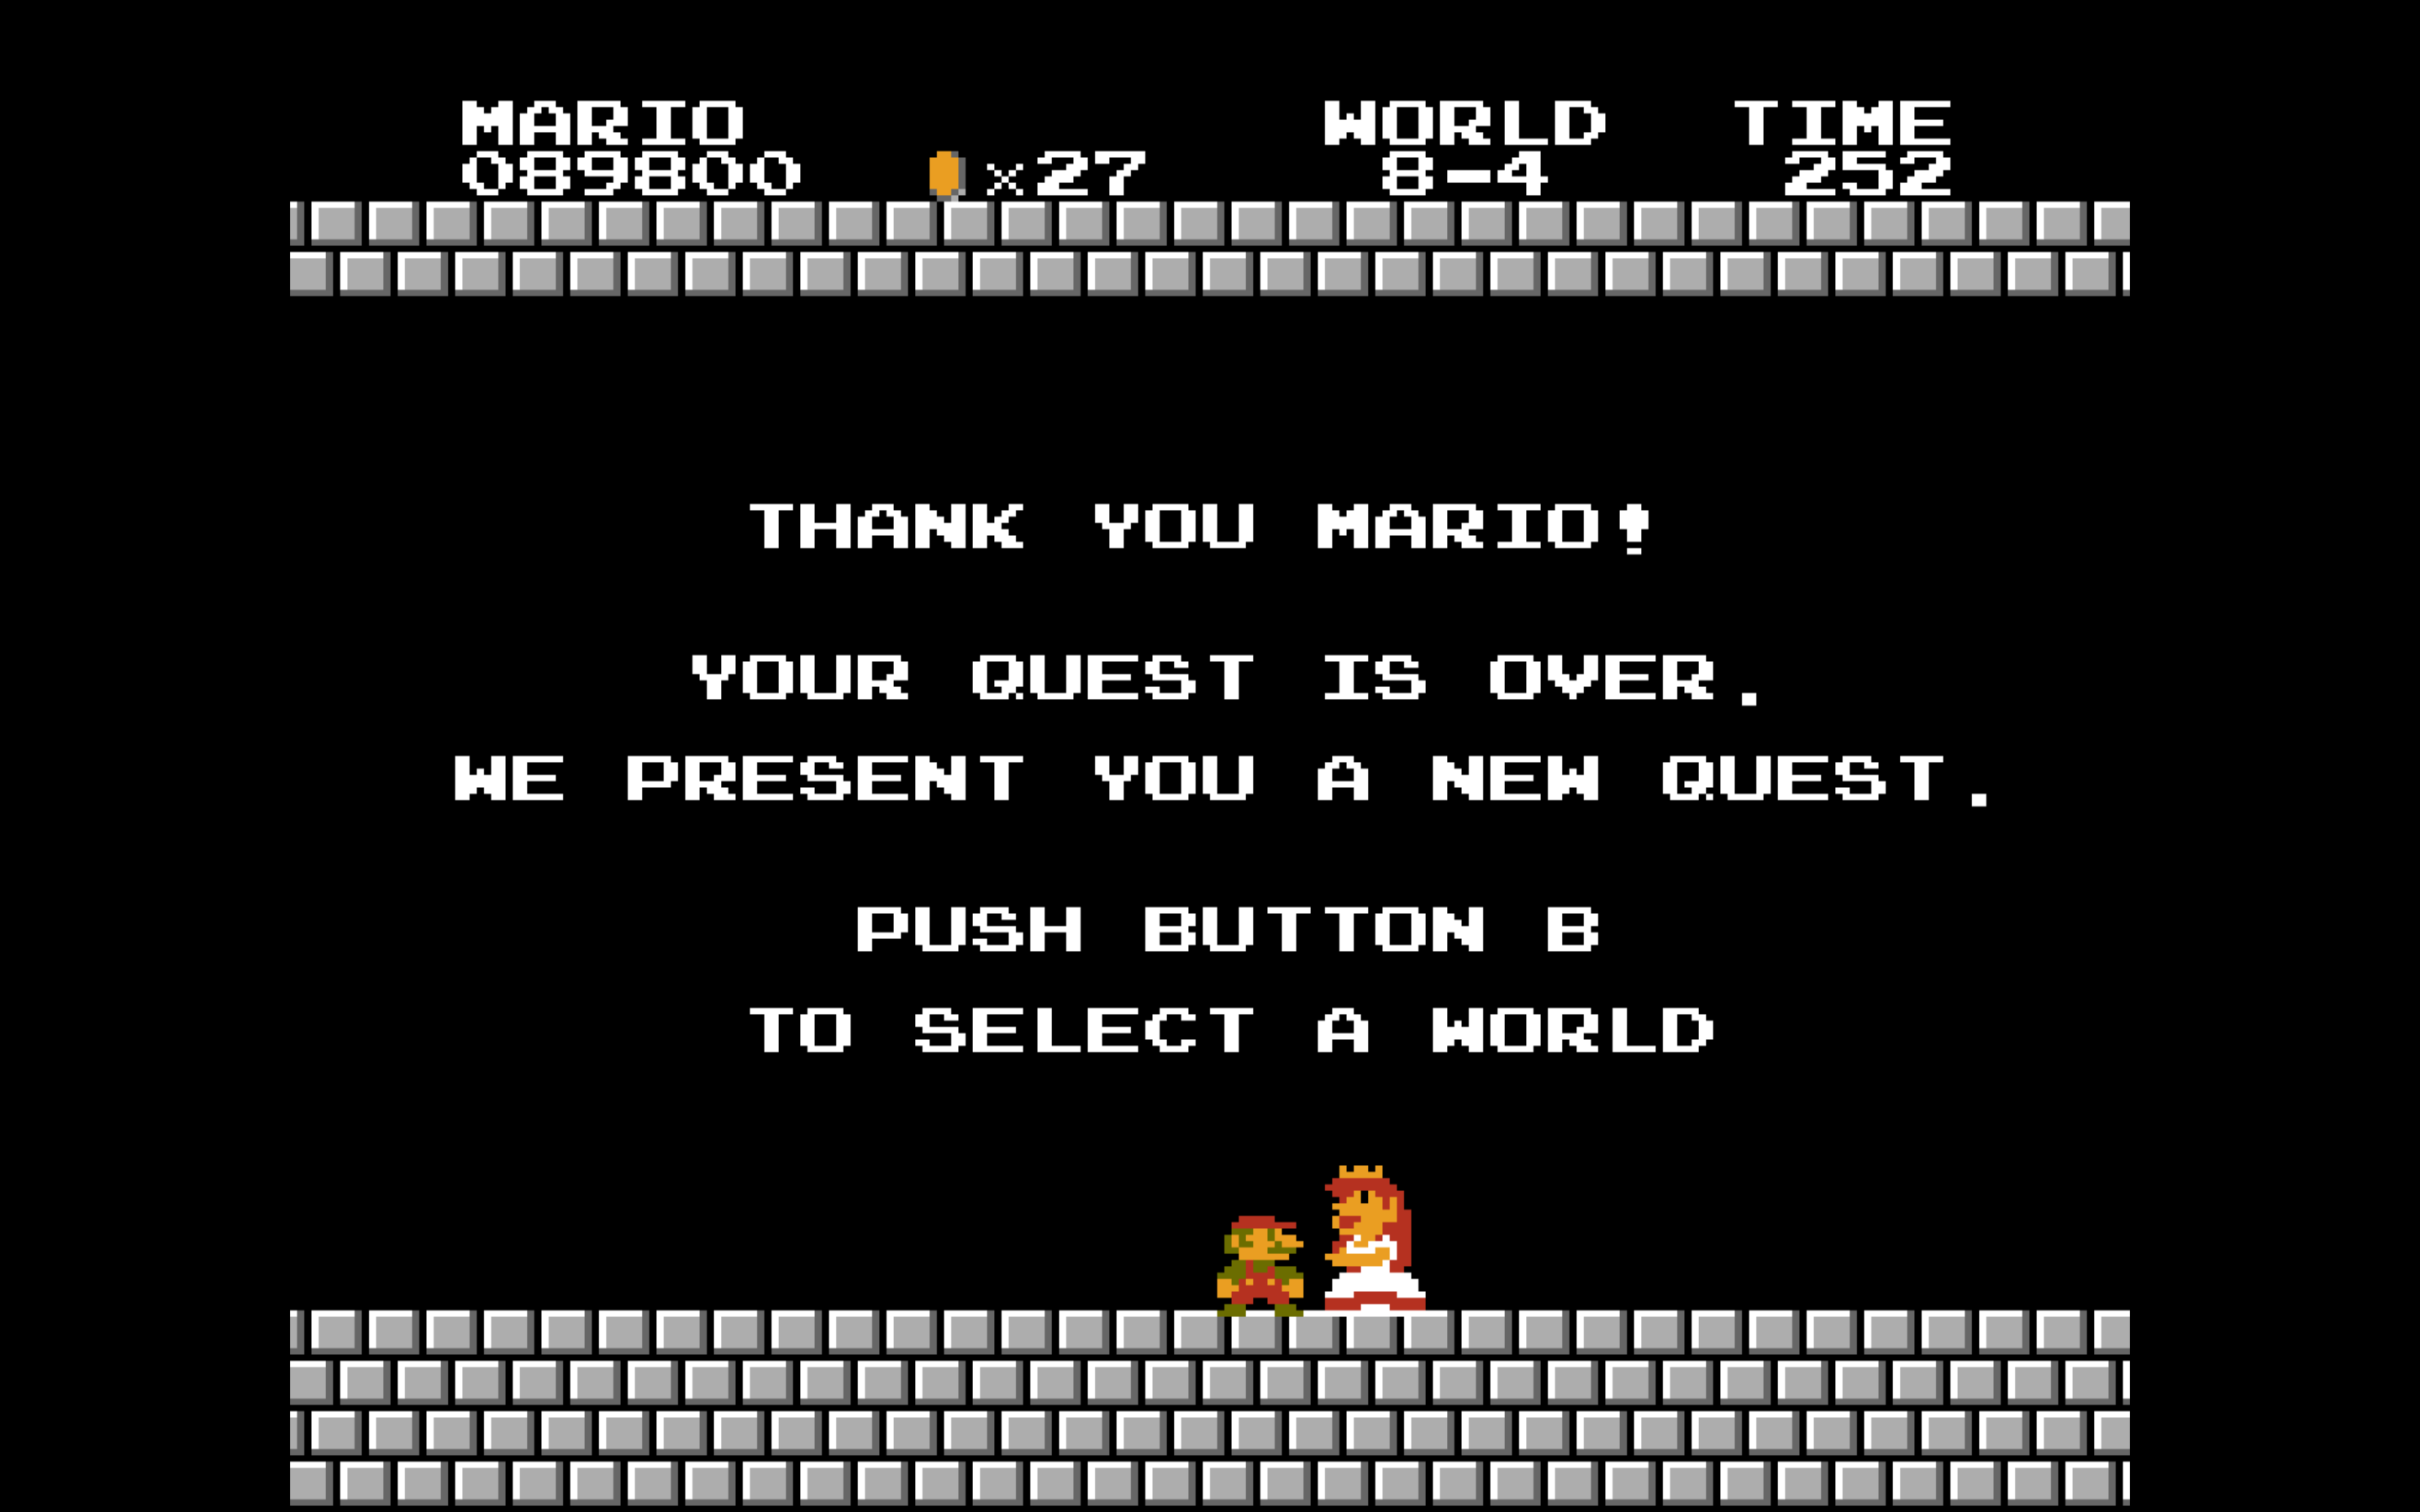 MARIO WORLD TIME
089800 ×27 8-4 252
THANK YOU MARIO!
YOUR QUEST IS OVER.
WE PRESENT YOU A NEW QUEST.
PUSH BUTTON B
TO SELECT A WORLD